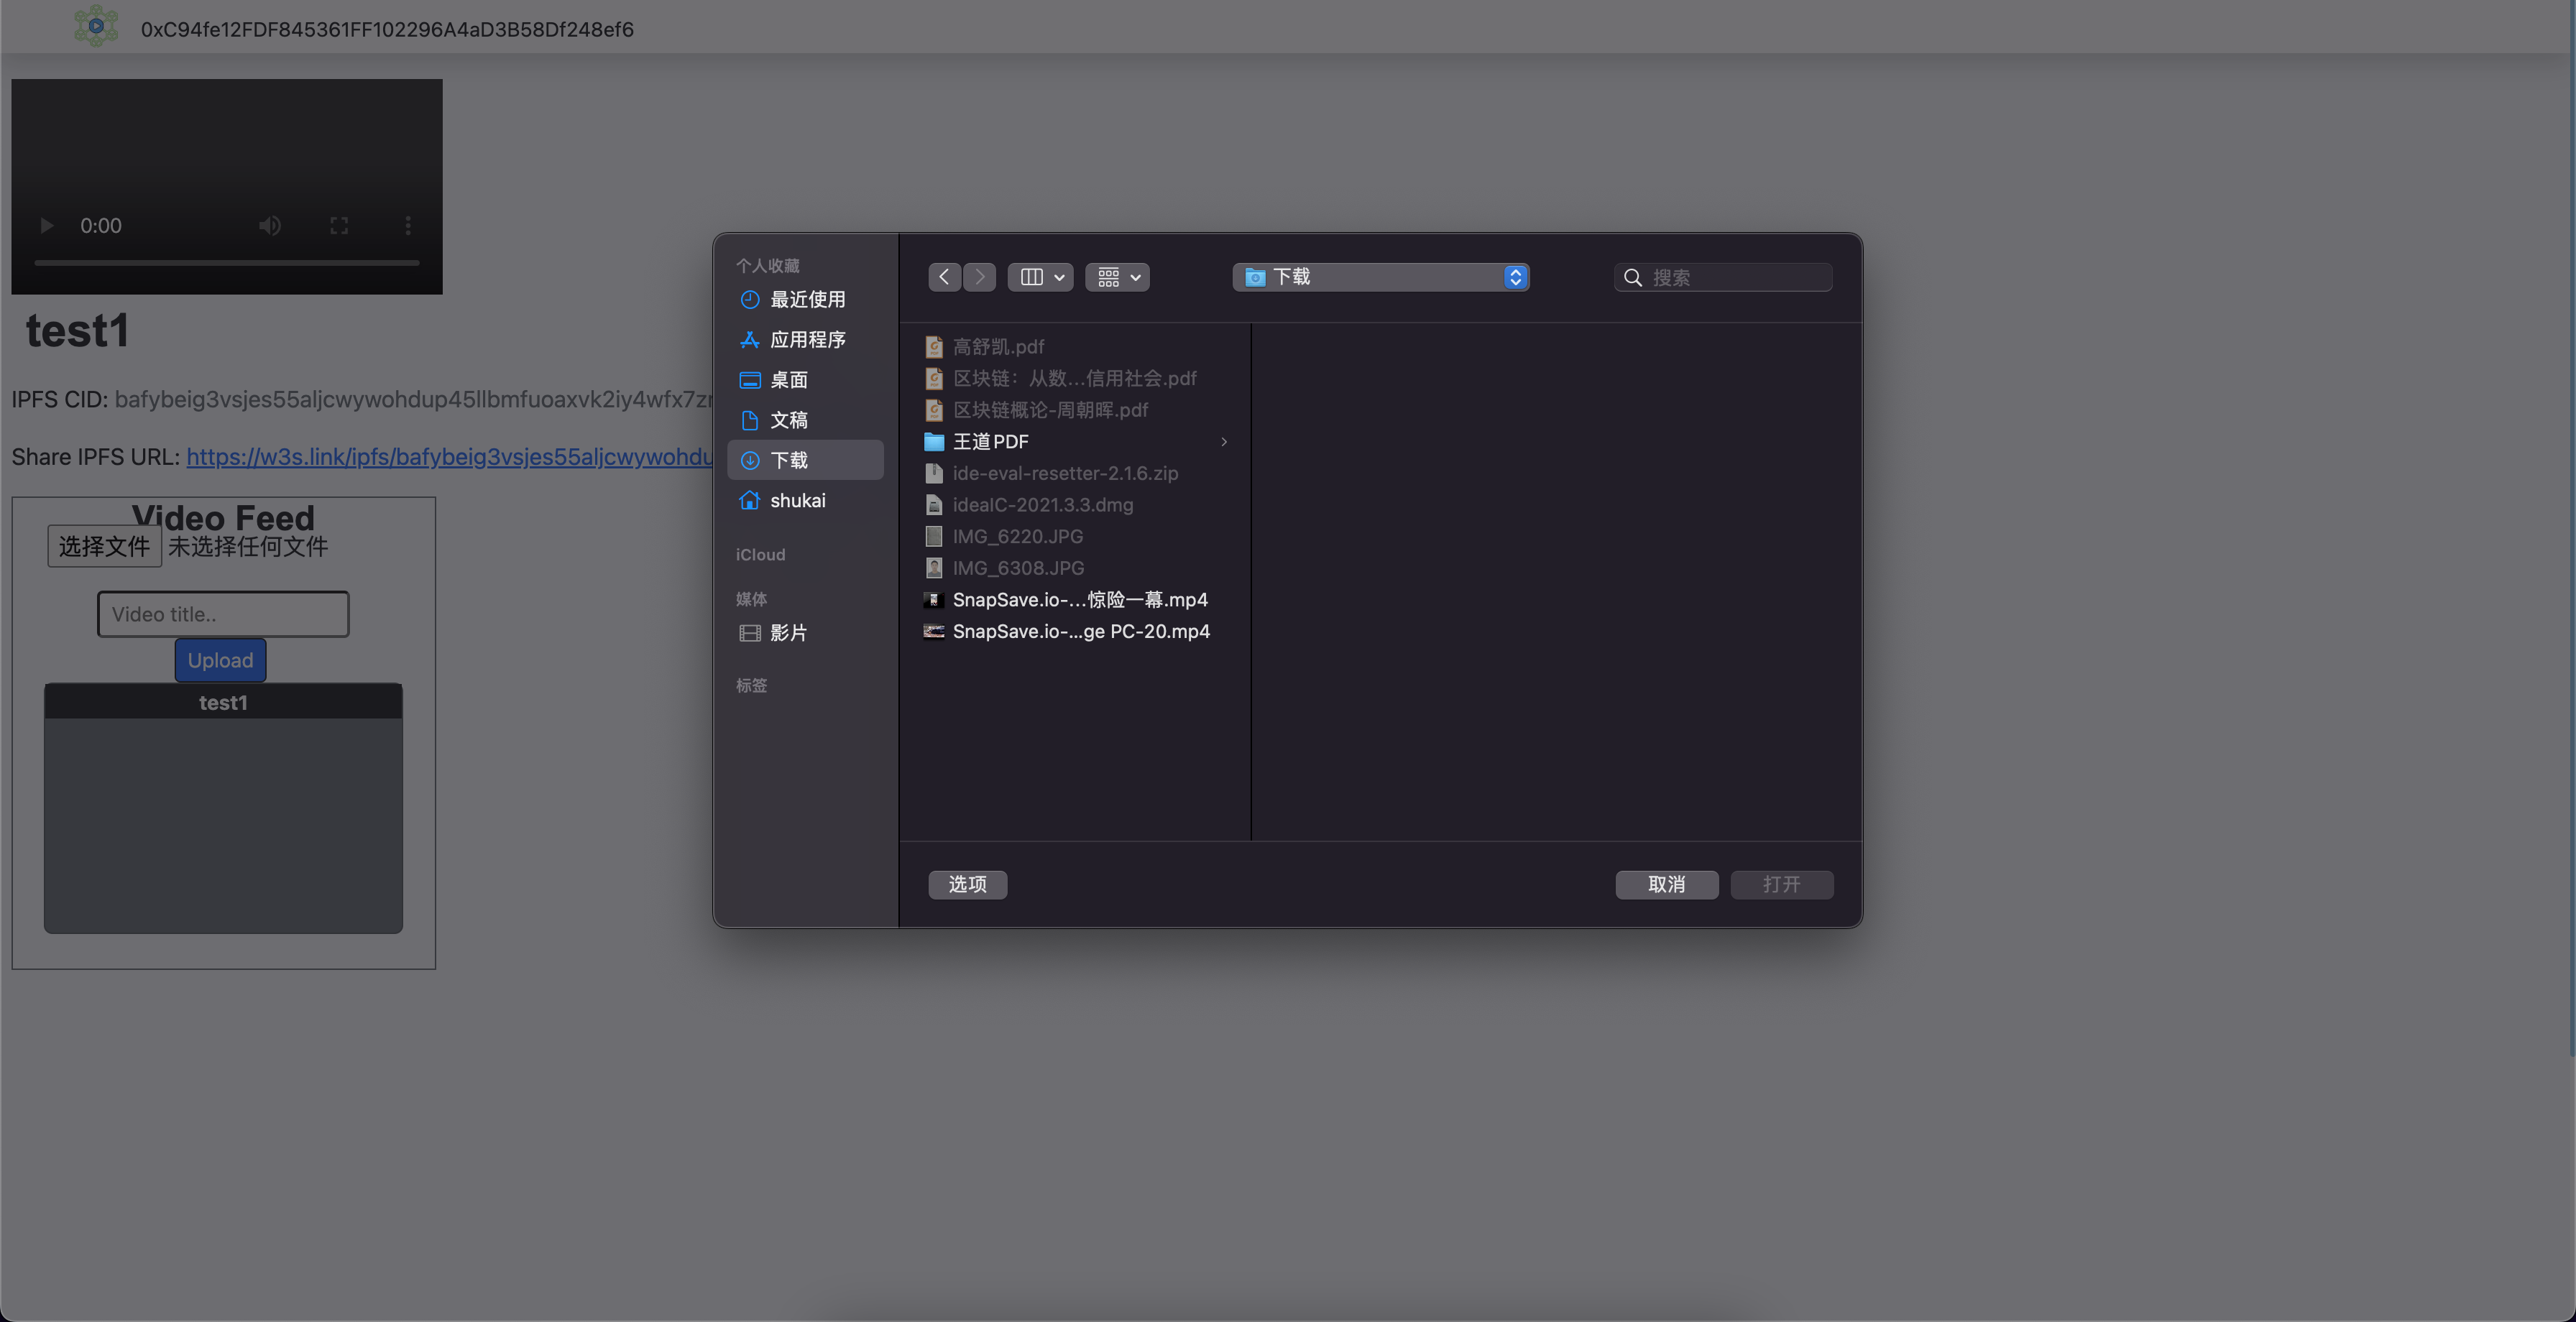 0xC94fe12FDF845361FF102296A4aD3B58Df248ef6
0:00
test1
IPFS CID: bafybeig3vsjes55aljcwywohdup45llbmfuoaxvk2iy4wfx7z
Share IPFS URL: https://w3s.link/ipfs/bafybeig3vsjes55aljcwywohdu
Video Feed
选择文件 未选择任何文件
Video title..
Upload
test1
个人收藏
最近使用
应用程序
桌面
文稿
下载
shukai
iCloud
媒体
影片
标签
下载
搜索
高舒凯.pdf
区块链：从数...信用社会.pdf
区块链概论-周朝晖.pdf
王道PDF
ide-eval-resetter-2.1.6.zip
ideaIC-2021.3.3.dmg
IMG_6220.JPG
IMG_6308.JPG
SnapSave.io-...惊险一幕.mp4
SnapSave.io-...ge PC-20.mp4
选项
取消
打开